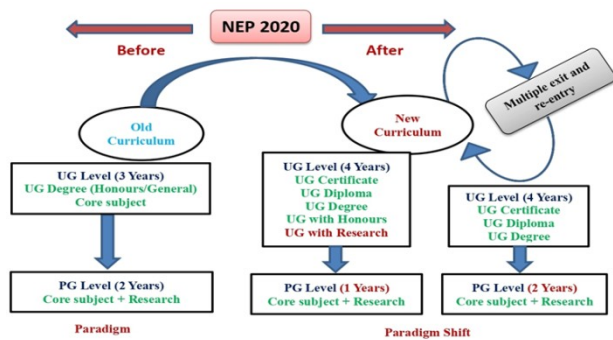 NEP 2020
Before
After
Multiple exit and
re-entry
Old
Curriculum
New
Curriculum
UG Level (3 Years)
UG Degree (Honours/General)
Core subject
UG Level (4 Years)
UG Certificate
UG Diploma
UG Degree
UG with Honours
UG with Research
UG Level (4 Years)
UG Certificate
UG Diploma
UG Degree
PG Level (2 Years)
Core subject + Research
PG Level (1 Years)
Core subject + Research
PG Level (2 Years)
Core subject + Research
Paradigm
Paradigm Shift